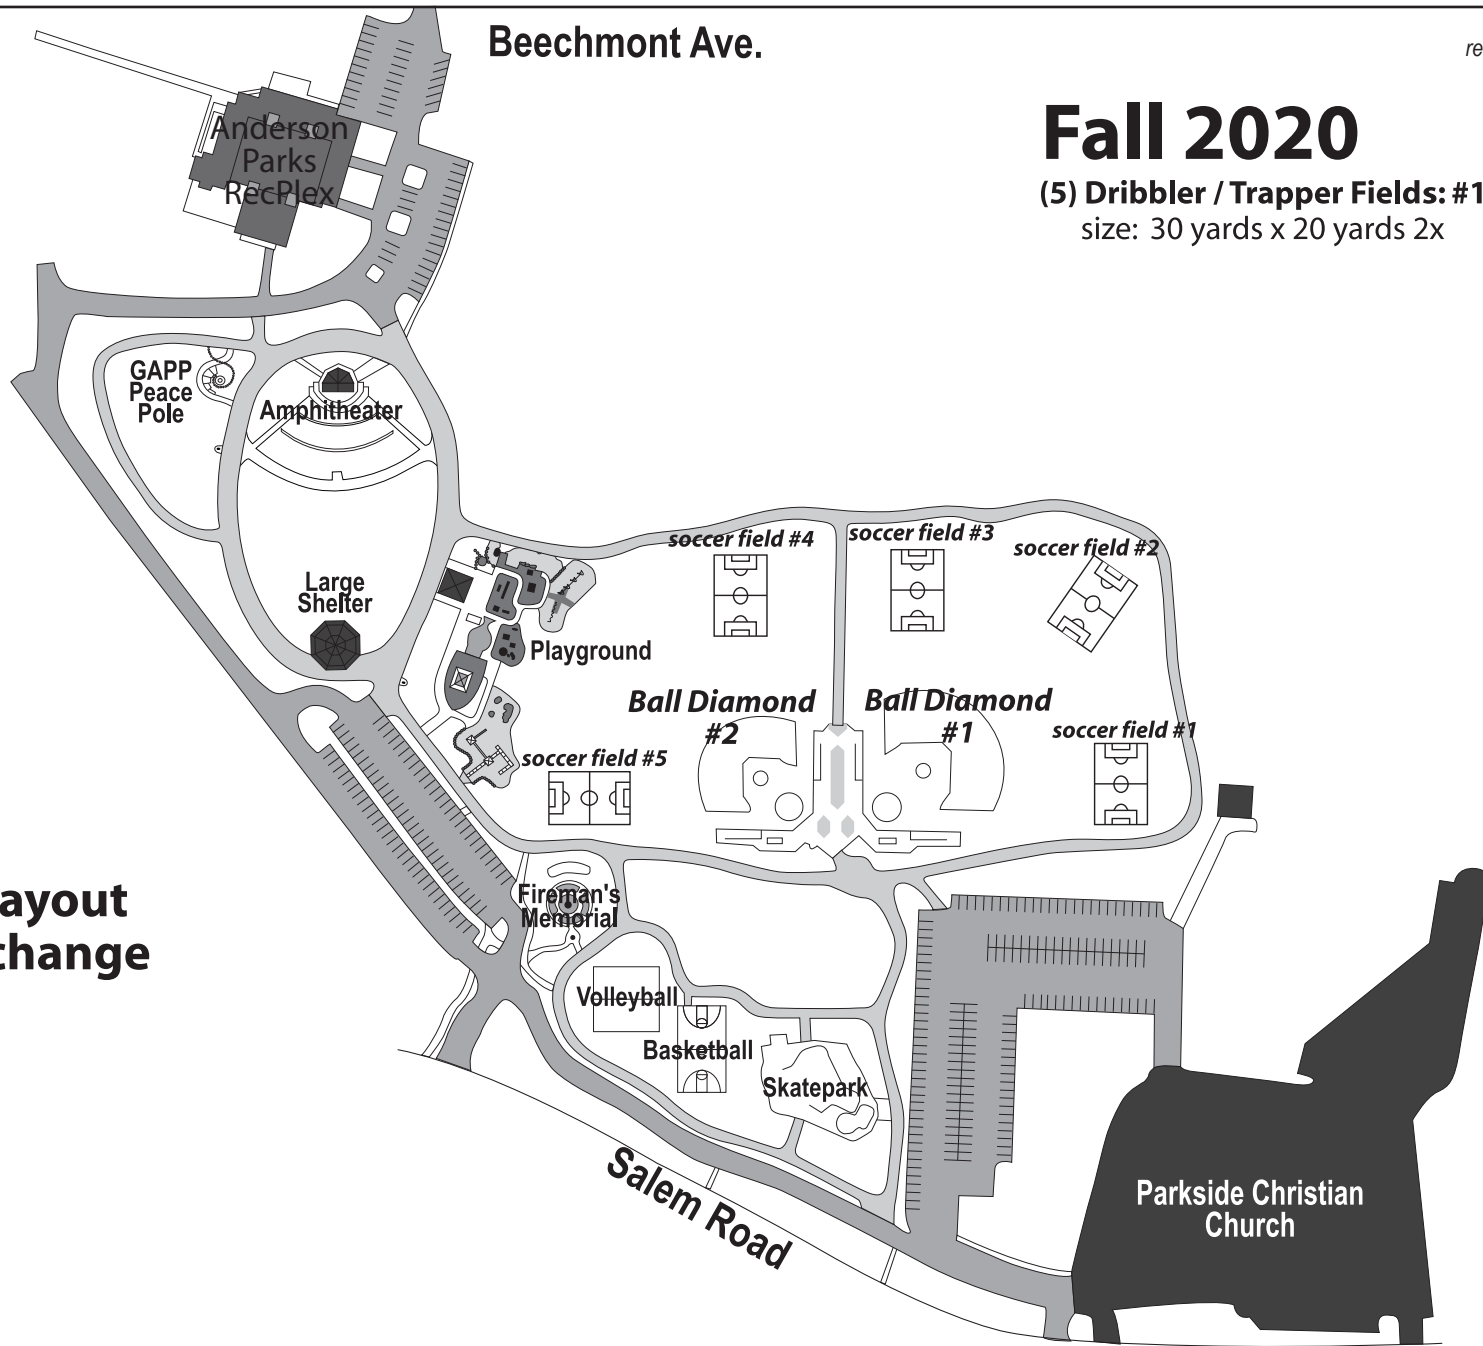 Beechmont Ave.
re
Fall 2020
(5) Dribbler / Trapper Fields: #1
size: 30 yards x 20 yards 2x
Anderson
Parks
RecPlex
GAPP
Peace
Pole
Amphitheater
Large
Shelter
Playground
soccer field #4
soccer field #3
soccer field #2
Ball Diamond
#2
Ball Diamond
#1
soccer field #1
soccer field #5
ayout
change
Fireman's
Memorial
Volleyball
Basketball
Skatepark
Salem Road
Parkside Christian
Church